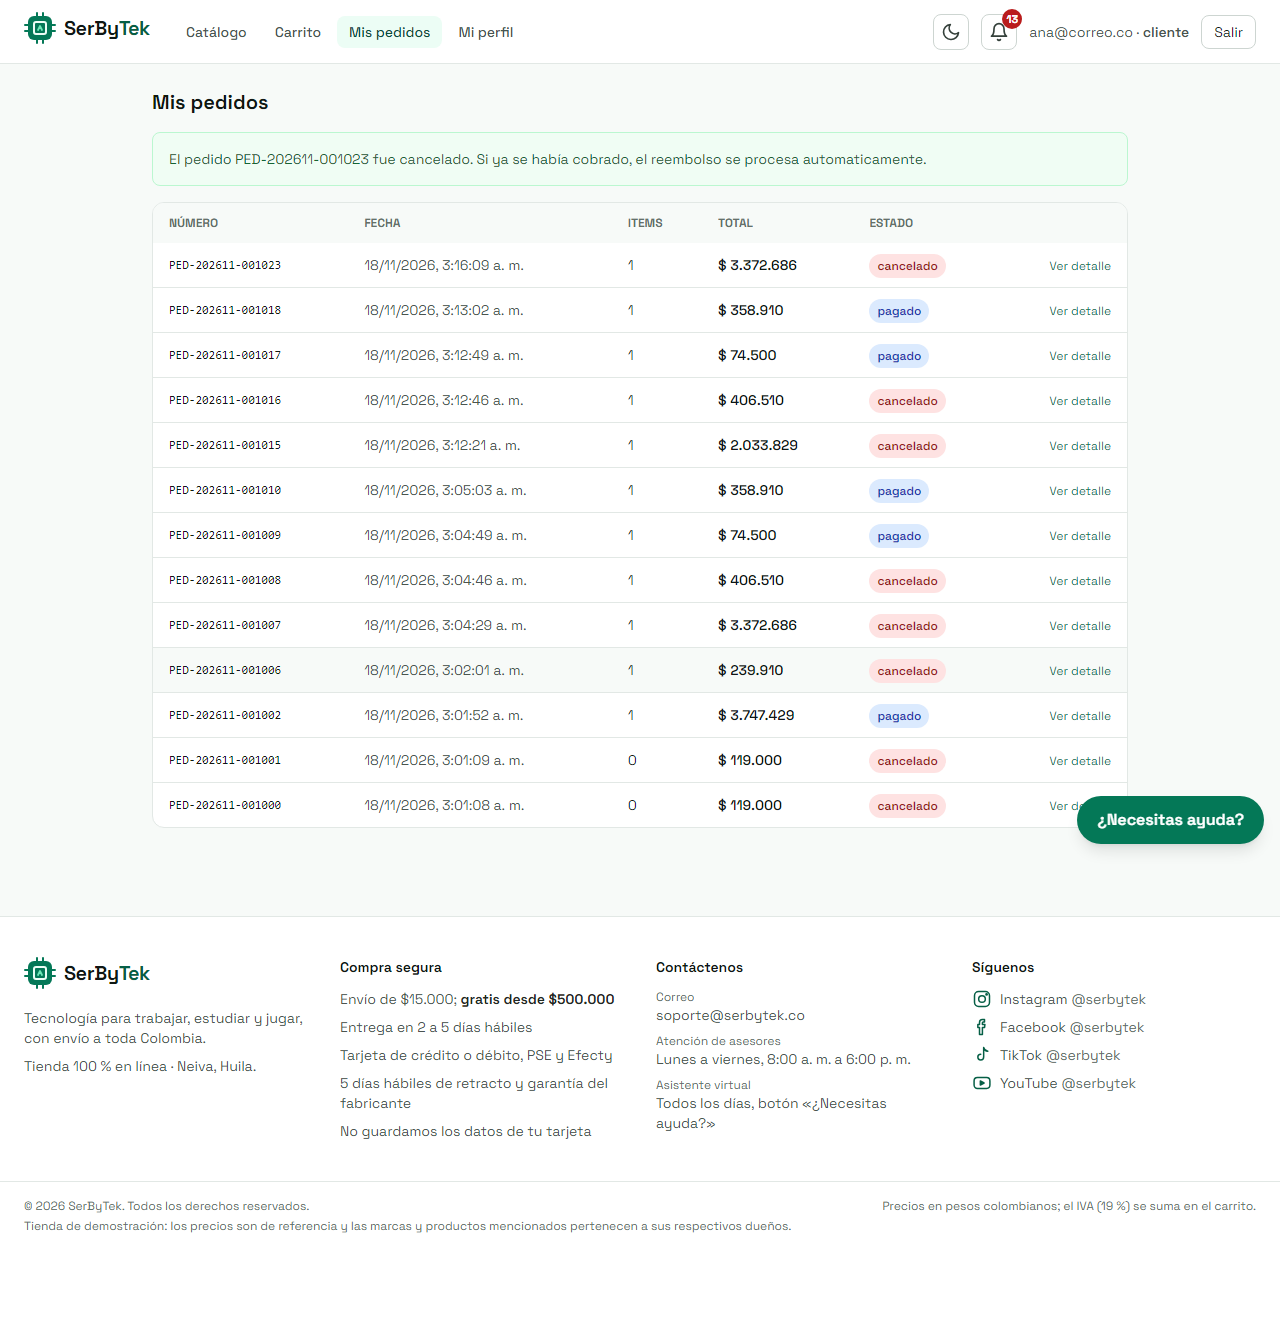 SerByTek
Catálogo
Carrito
Mis pedidos
Mi perfil
13
ana@correo.co · cliente
Salir
Mis pedidos
El pedido PED-202611-001023 fue cancelado. Si ya se había cobrado, el reembolso se procesa automaticamente.
NÚMERO FECHA ITEMS TOTAL ESTADO
PED-202611-001023 18/11/2026, 3:16:09 a. m. 1 $ 3.372.686 cancelado Ver detalle
PED-202611-001018 18/11/2026, 3:13:02 a. m. 1 $ 358.910 pagado Ver detalle
PED-202611-001017 18/11/2026, 3:12:49 a. m. 1 $ 74.500 pagado Ver detalle
PED-202611-001016 18/11/2026, 3:12:46 a. m. 1 $ 406.510 cancelado Ver detalle
PED-202611-001015 18/11/2026, 3:12:21 a. m. 1 $ 2.033.829 cancelado Ver detalle
PED-202611-001010 18/11/2026, 3:05:03 a. m. 1 $ 358.910 pagado Ver detalle
PED-202611-001009 18/11/2026, 3:04:49 a. m. 1 $ 74.500 pagado Ver detalle
PED-202611-001008 18/11/2026, 3:04:46 a. m. 1 $ 406.510 cancelado Ver detalle
PED-202611-001007 18/11/2026, 3:04:29 a. m. 1 $ 3.372.686 cancelado Ver detalle
PED-202611-001006 18/11/2026, 3:02:01 a. m. 1 $ 239.910 cancelado Ver detalle
PED-202611-001002 18/11/2026, 3:01:52 a. m. 1 $ 3.747.429 pagado Ver detalle
PED-202611-001001 18/11/2026, 3:01:09 a. m. 0 $ 119.000 cancelado Ver detalle
PED-202611-001000 18/11/2026, 3:01:08 a. m. 0 $ 119.000 cancelado Ver
¿Necesitas ayuda?
SerByTek
Tecnología para trabajar, estudiar y jugar,
con envío a toda Colombia.
Tienda 100 % en línea · Neiva, Huila.
Compra segura
Envío de $15.000; gratis desde $500.000
Entrega en 2 a 5 días hábiles
Tarjeta de crédito o débito, PSE y Efecty
5 días hábiles de retracto y garantía del
fabricante
No guardamos los datos de tu tarjeta
Contáctenos
Correo
soporte@serbytek.co
Atención de asesores
Lunes a viernes, 8:00 a. m. a 6:00 p. m.
Asistente virtual
Todos los días, botón «¿Necesitas
ayuda?»
Síguenos
Instagram @serbytek
Facebook @serbytek
TikTok @serbytek
YouTube @serbytek
© 2026 SerByTek. Todos los derechos reservados.
Tienda de demostración: los precios son de referencia y las marcas y productos mencionados pertenecen a sus respectivos dueños.
Precios en pesos colombianos; el IVA (19 %) se suma en el carrito.